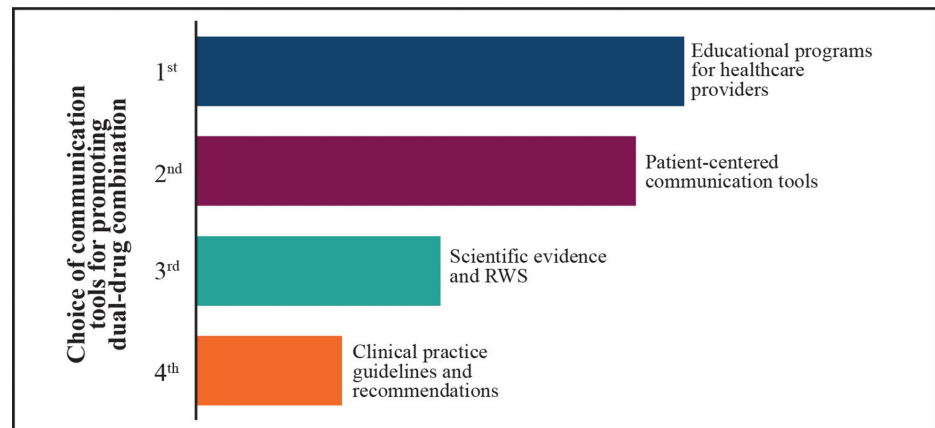 Choice of communication
tools for promoting
dual-drug combination
1st
Educational programs
for healthcare
providers
2nd
Patient-centered
communication tools
3rd
Scientific evidence
and RWS
4th
Clinical practice
guidelines and
recommendations